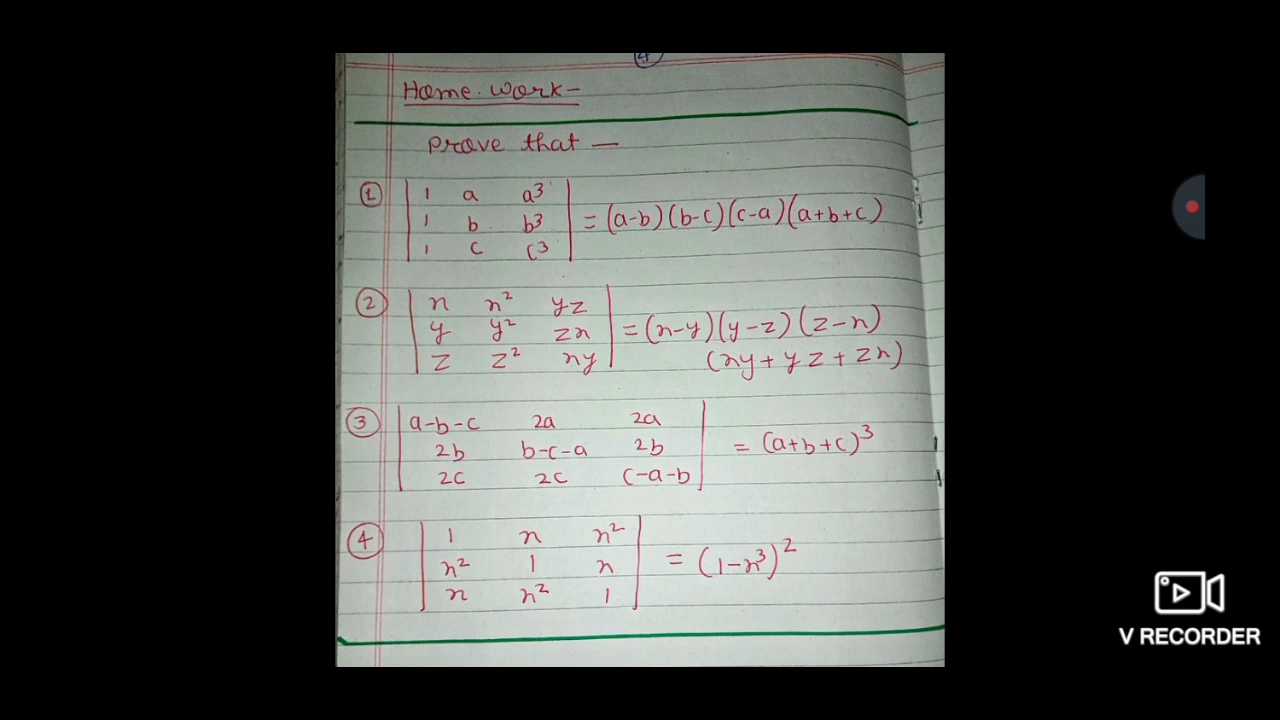 4
Home. work-
prove that —
① | 1 a a³ |
| 1 b b³ | = (a-b)(b-c)(c-a)(a+b+c)
| 1 c c³ |
② | x x² yz |
| y y² zx | = (x-y)(y-z)(z-x)
| z z² xy | (xy+yz+zx)
③ | a-b-c 2a 2a |
| 2b b-c-a 2b | = (a+b+c)³
| 2c 2c c-a-b |
④ | 1 x x² |
| x² 1 x | = (1-x³)²
| x x² 1 |
V RECORDER